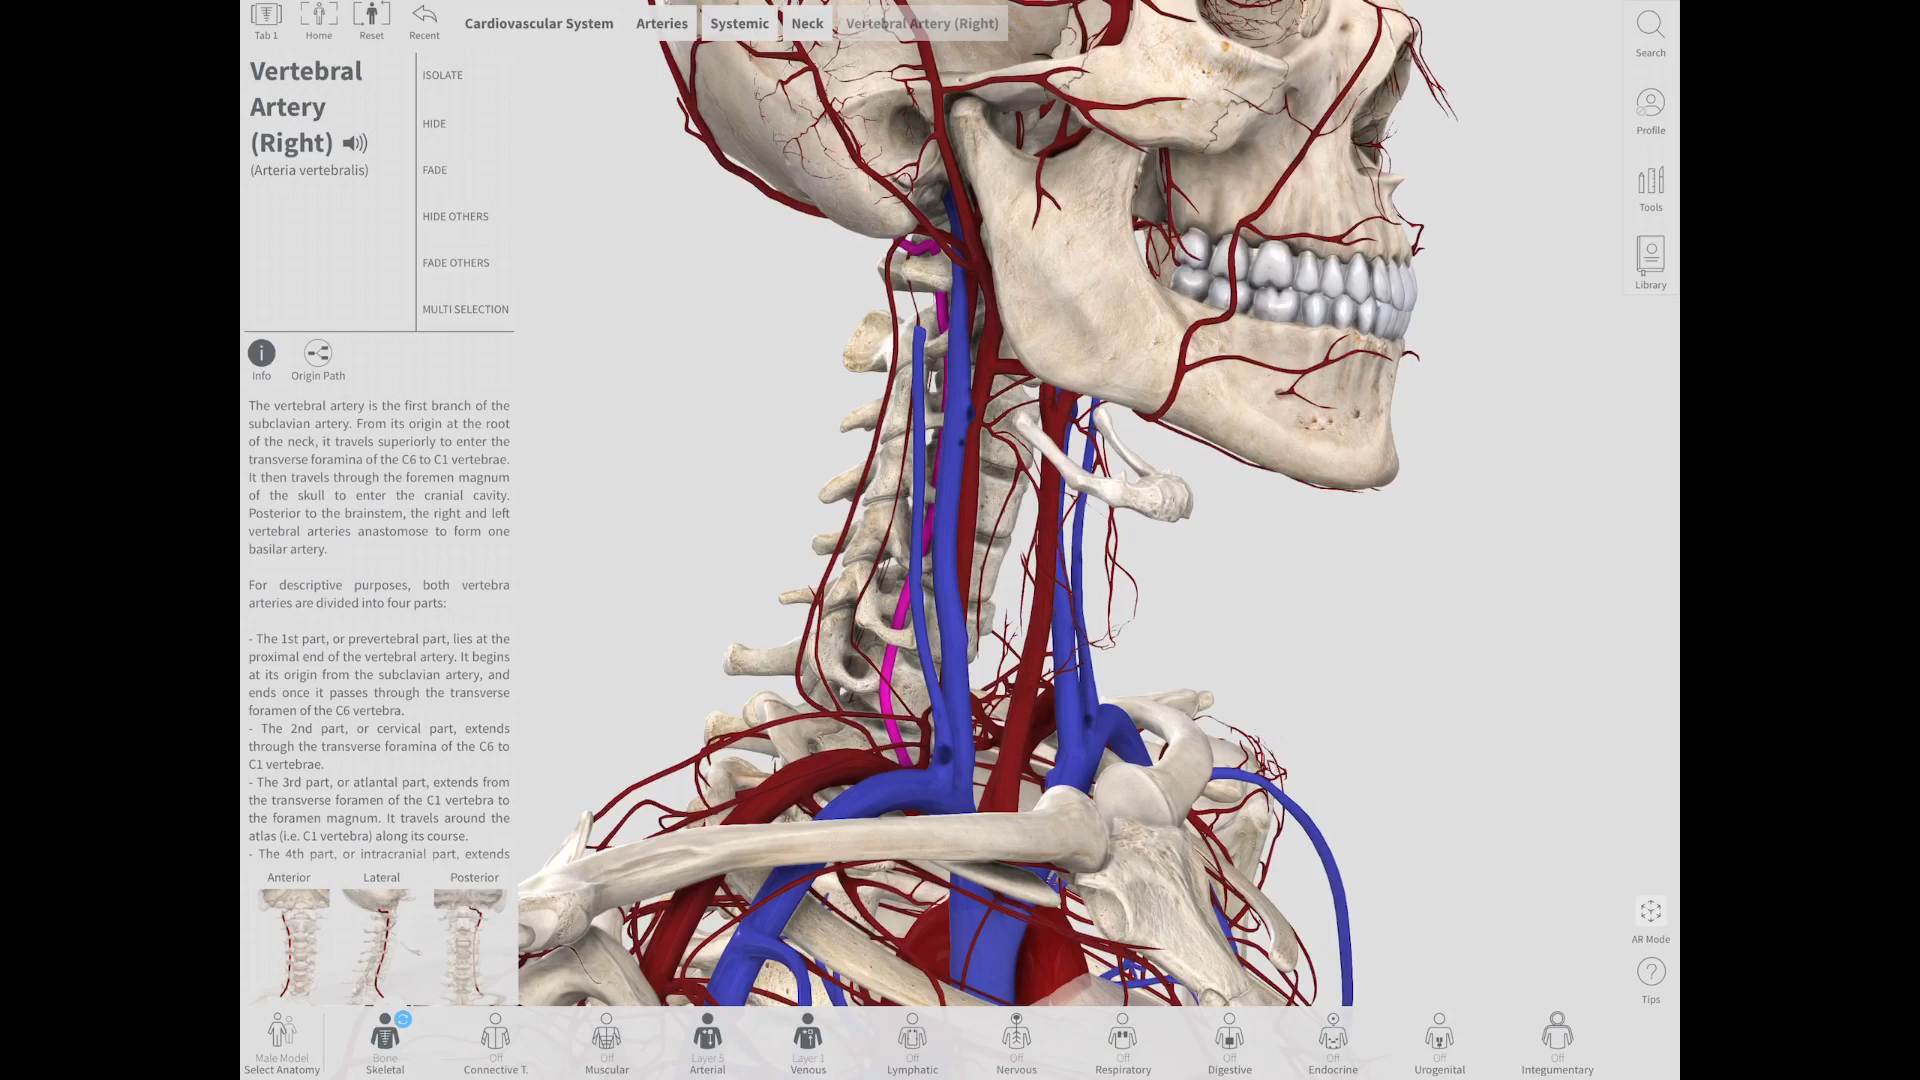 Tab 1
Home
Reset
Recent
Cardiovascular System
Arteries
Systemic
Neck
Vertebral Artery (Right)
Vertebral
Artery
(Right)
(Arteria vertebralis)
ISOLATE
HIDE
FADE
HIDE OTHERS
FADE OTHERS
MULTI SELECTION
i
Info
Origin Path
The vertebral artery is the first branch of the
subclavian artery. From its origin at the root
of the neck, it travels superiorly to enter the
transverse foramina of the C6 to C1 vertebrae.
It then travels through the foremen magnum
of the skull to enter the cranial cavity.
Posterior to the brainstem, the right and left
vertebral arteries anastomose to form one
basilar artery.
For descriptive purposes, both vertebra
arteries are divided into four parts:
- The 1st part, or prevertebral part, lies at the
proximal end of the vertebral artery. It begins
at its origin from the subclavian artery, and
ends once it passes through the transverse
foramen of the C6 vertebra.
- The 2nd part, or cervical part, extends
through the transverse foramina of the C6 to
C1 vertebrae.
- The 3rd part, or atlantal part, extends from
the transverse foramen of the C1 vertebra to
the foramen magnum. It travels around the
atlas (i.e. C1 vertebra) along its course.
- The 4th part, or intracranial part, extends
Anterior
Lateral
Posterior
Search
Profile
Tools
Library
AR Mode
?
Tips
Male Model
Select Anatomy
Bone
Skeletal
Off
Connective T.
Off
Muscular
Layer 5
Arterial
Layer 1
Venous
Off
Lymphatic
Off
Nervous
Off
Respiratory
Off
Digestive
Off
Endocrine
Off
Urogenital
Off
Integumentary